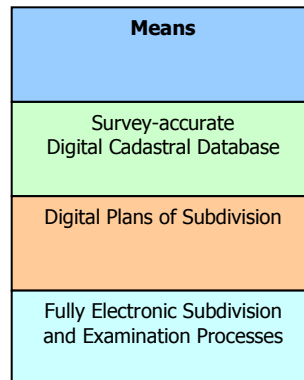 Means
Survey-accurate
Digital Cadastral Database
Digital Plans of Subdivision
Fully Electronic Subdivision
and Examination Processes